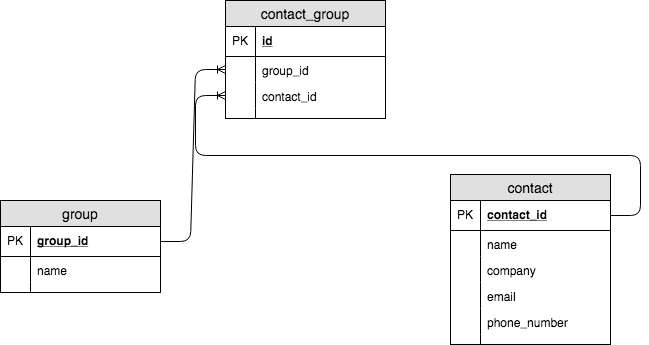 contact_group
PK id
group_id
contact_id
group
PK group_id
name
contact
PK contact_id
name
company
email
phone_number